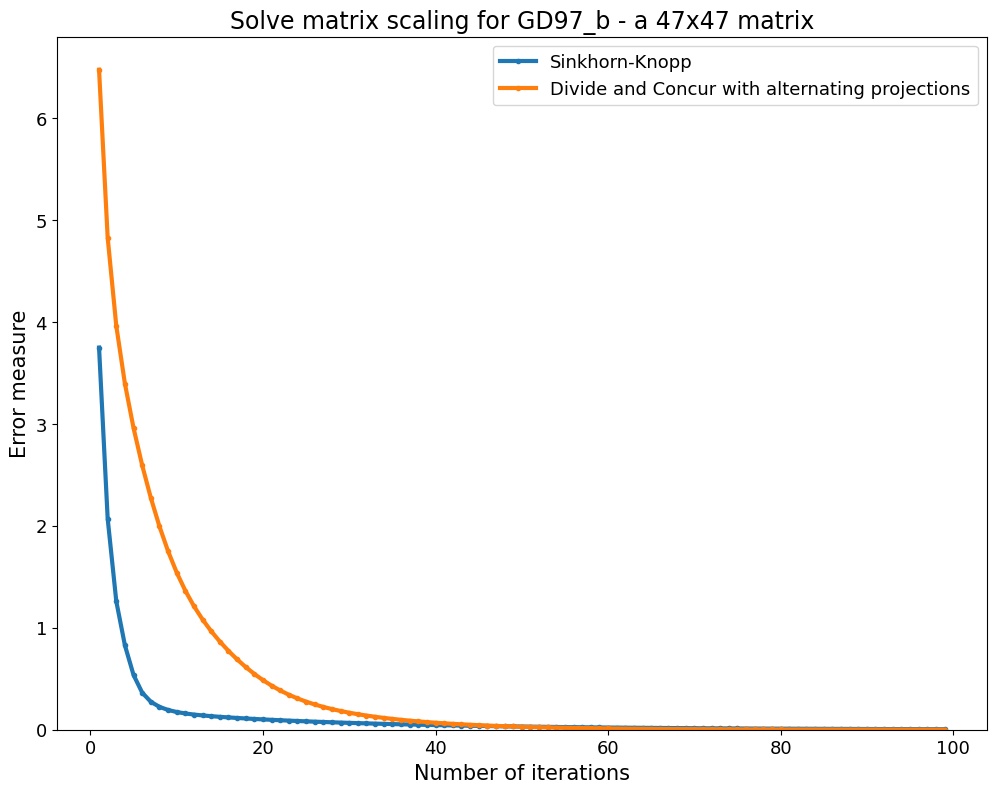 Solve matrix scaling for GD97_b - a 47x47 matrix
Sinkhorn-Knopp
Divide and Concur with alternating projections
Error measure
6
5
4
3
2
1
0
0 20 40 60 80 100
Number of iterations